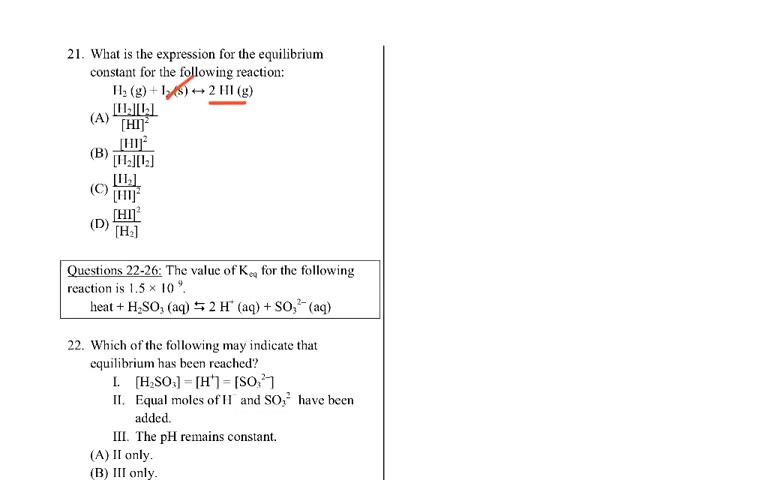 21. What is the expression for the equilibrium
constant for the following reaction:
H₂ (g) + I₂ (s) ↔ 2 HI (g)
(A) [H₂][I₂] / [HI]²
(B) [HI]² / [H₂][I₂]
(C) [H₂] / [HI]²
(D) [HI]² / [H₂]
Questions 22-26: The value of Keq for the following
reaction is 1.5 × 10 ⁹.
heat + H₂SO₃ (aq) ⇆ 2 H⁺ (aq) + SO₃²⁻ (aq)
22. Which of the following may indicate that
equilibrium has been reached?
I. [H₂SO₃] = [H⁺] = [SO₃²⁻]
II. Equal moles of H⁻ and SO₃² have been
added.
III. The pH remains constant.
(A) II only.
(B) III only.